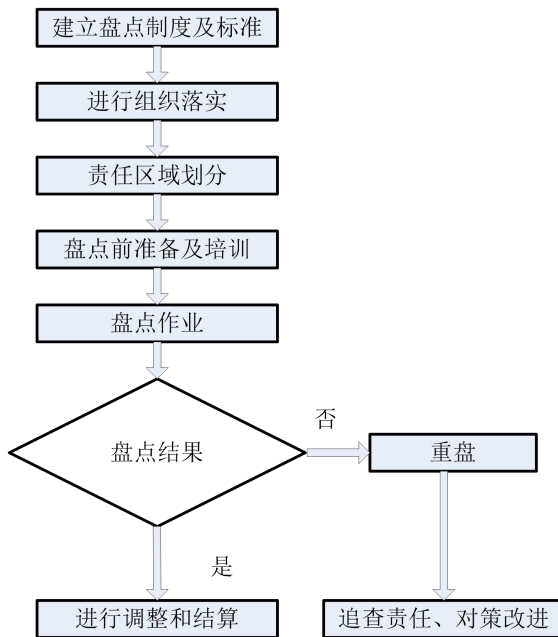 建立盘点制度及标准
进行组织落实
责任区域划分
盘点前准备及培训
盘点作业
盘点结果
否
重盘
是
进行调整和结算
追查责任、对策改进